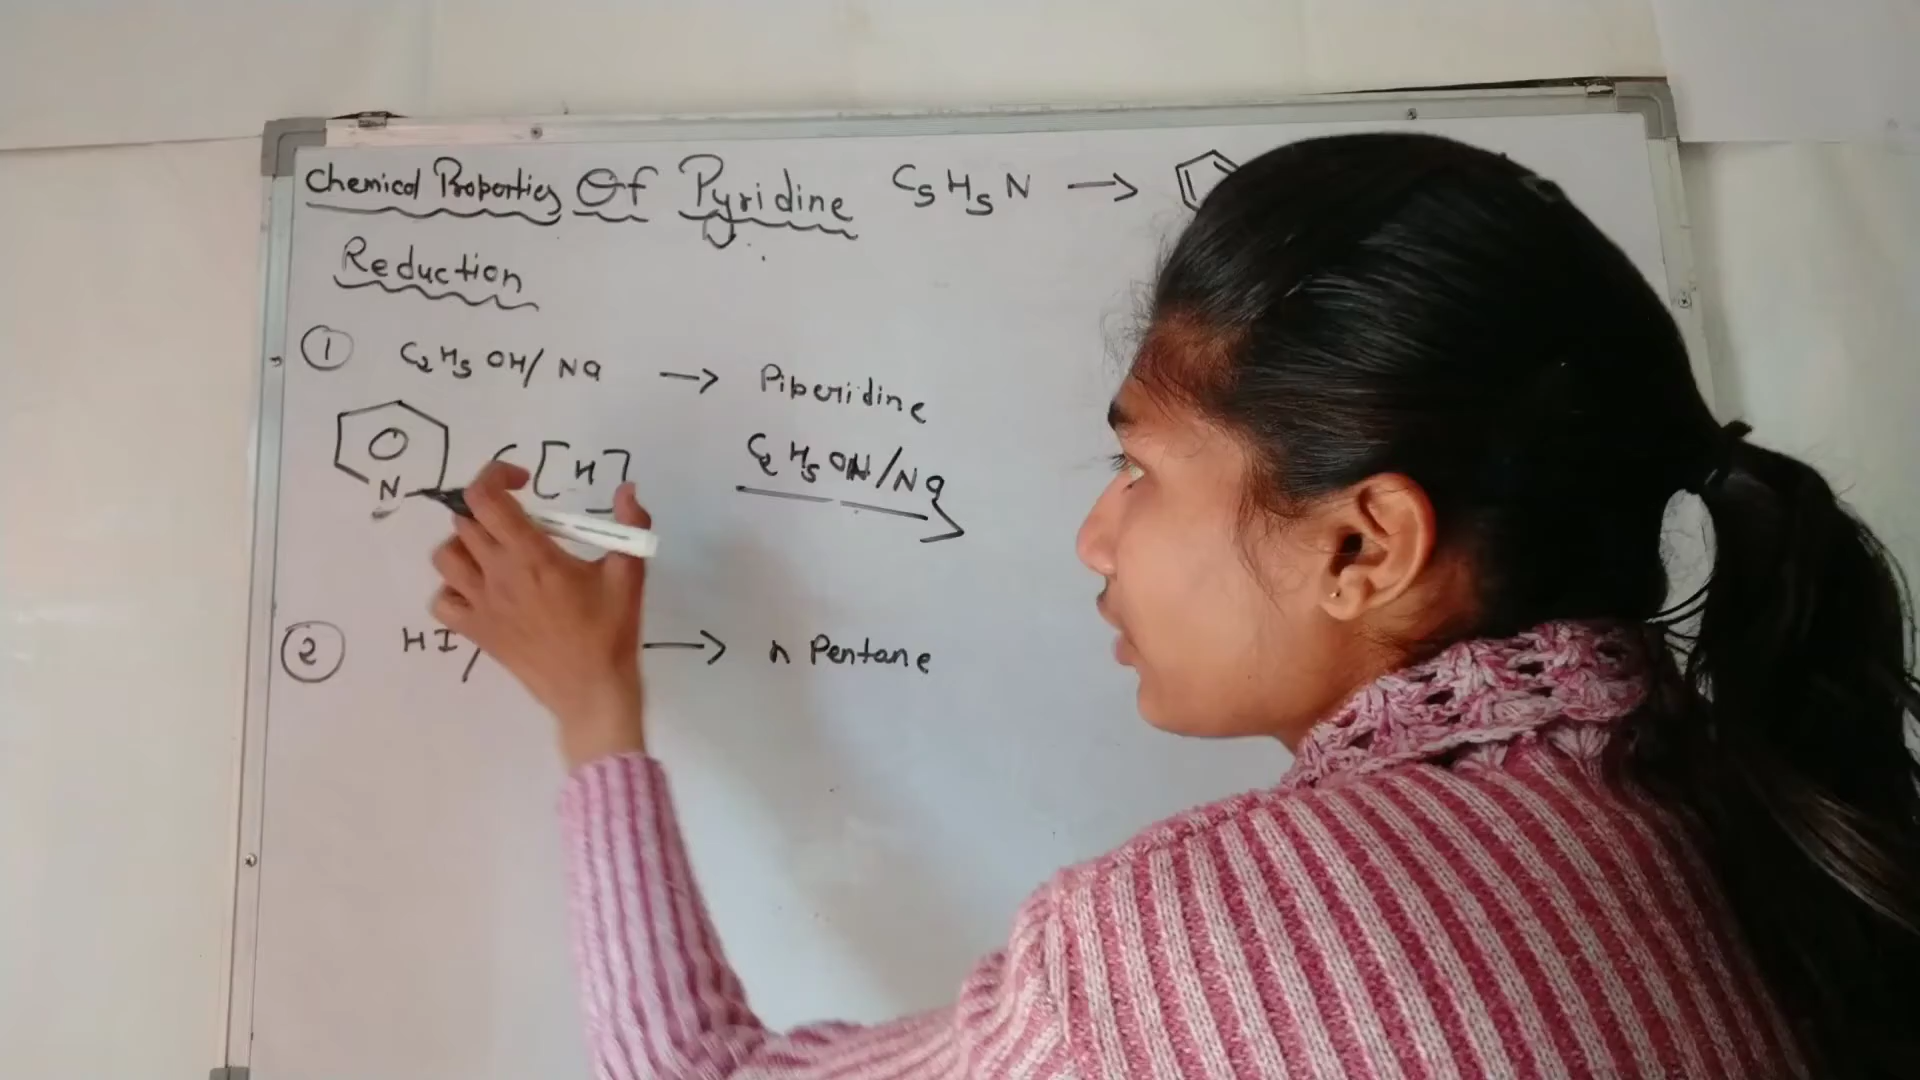 Chemical Properties Of Pyridine C5H5N →
Reduction
① C2H5OH/Na → Piperidine
N [H] C2H5OH/Na
② HI/ → n Pentane